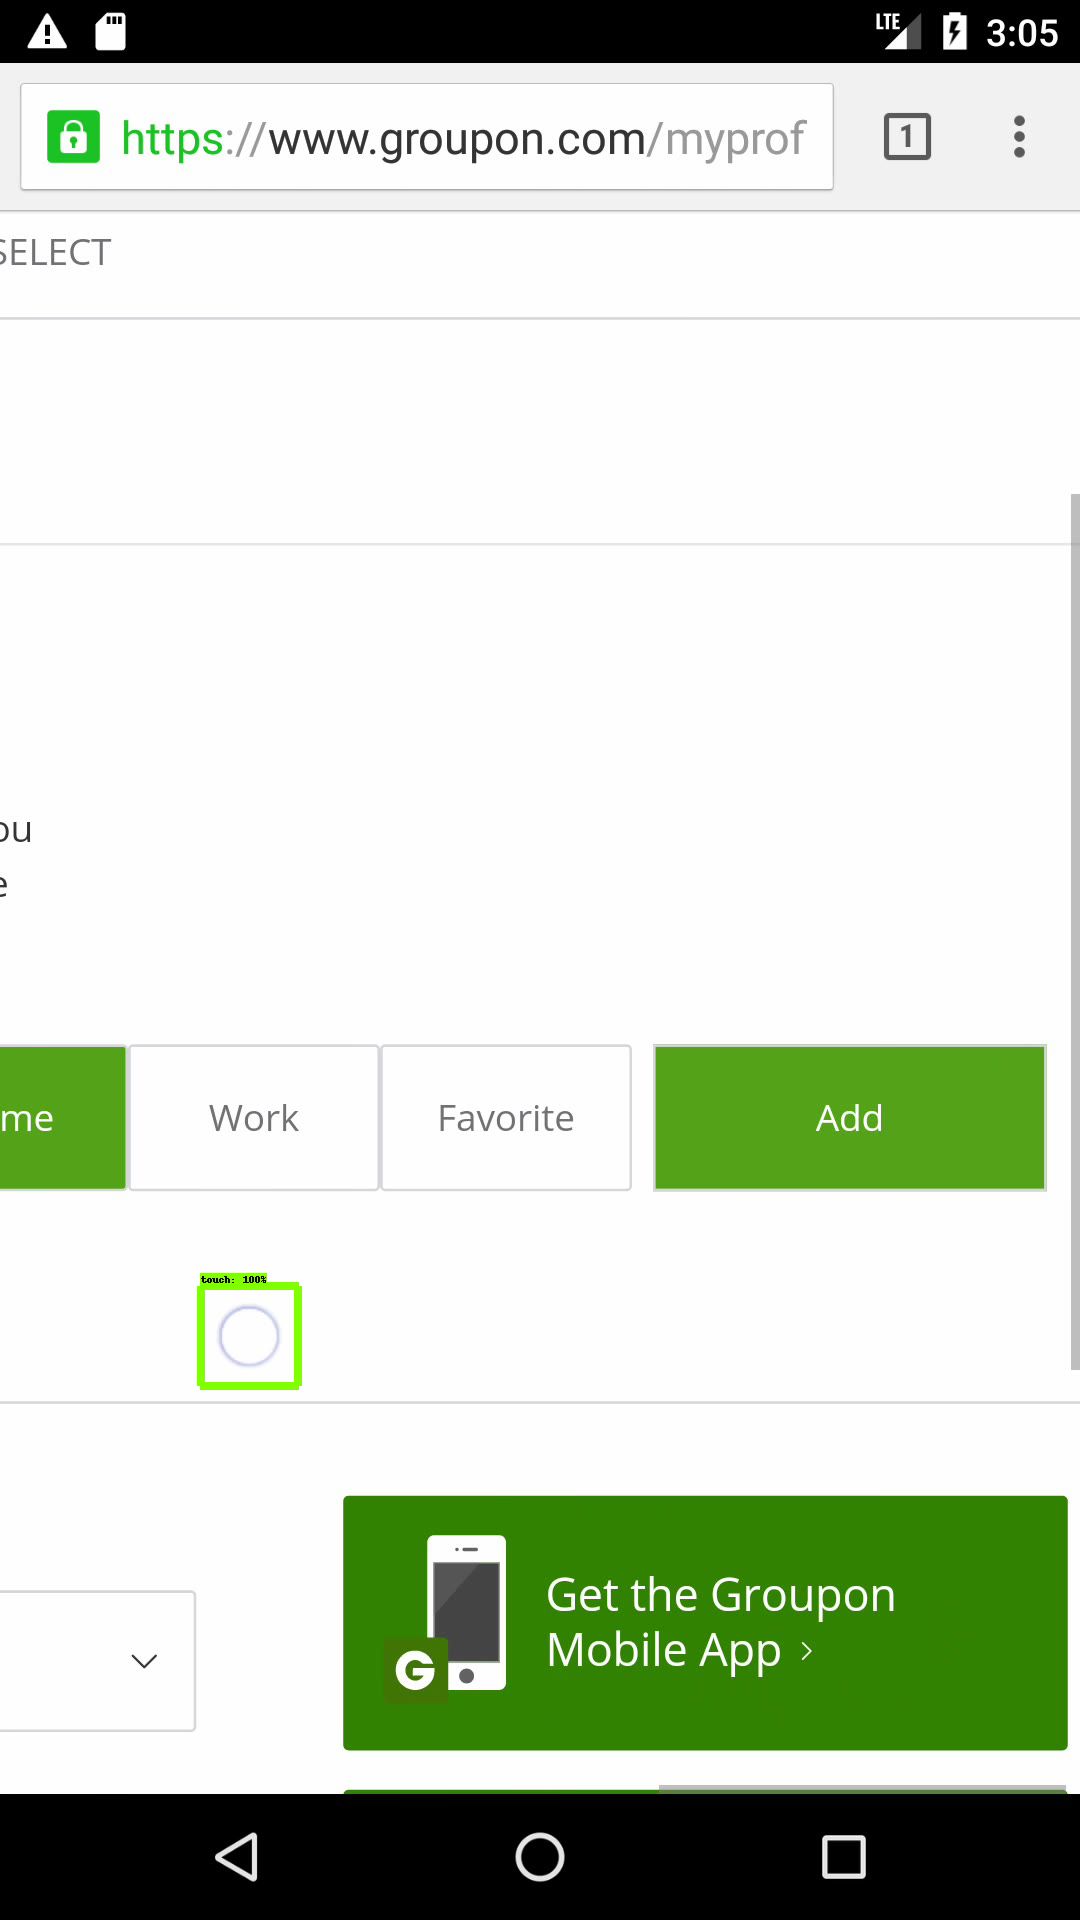 LTE 3:05
https://www.groupon.com/myprof
1
SELECT
ou
e
me
Work
Favorite
Add
touch: 100%
Get the Groupon
Mobile App ›
G